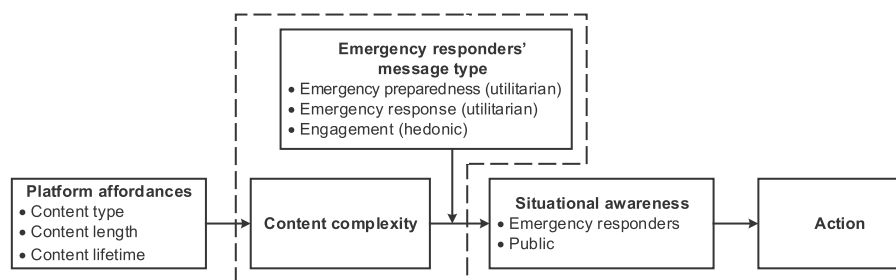 Emergency responders’
message type
• Emergency preparedness (utilitarian)
• Emergency response (utilitarian)
• Engagement (hedonic)
Platform affordances
• Content type
• Content length
• Content lifetime
Content complexity
Situational awareness
• Emergency responders
• Public
Action